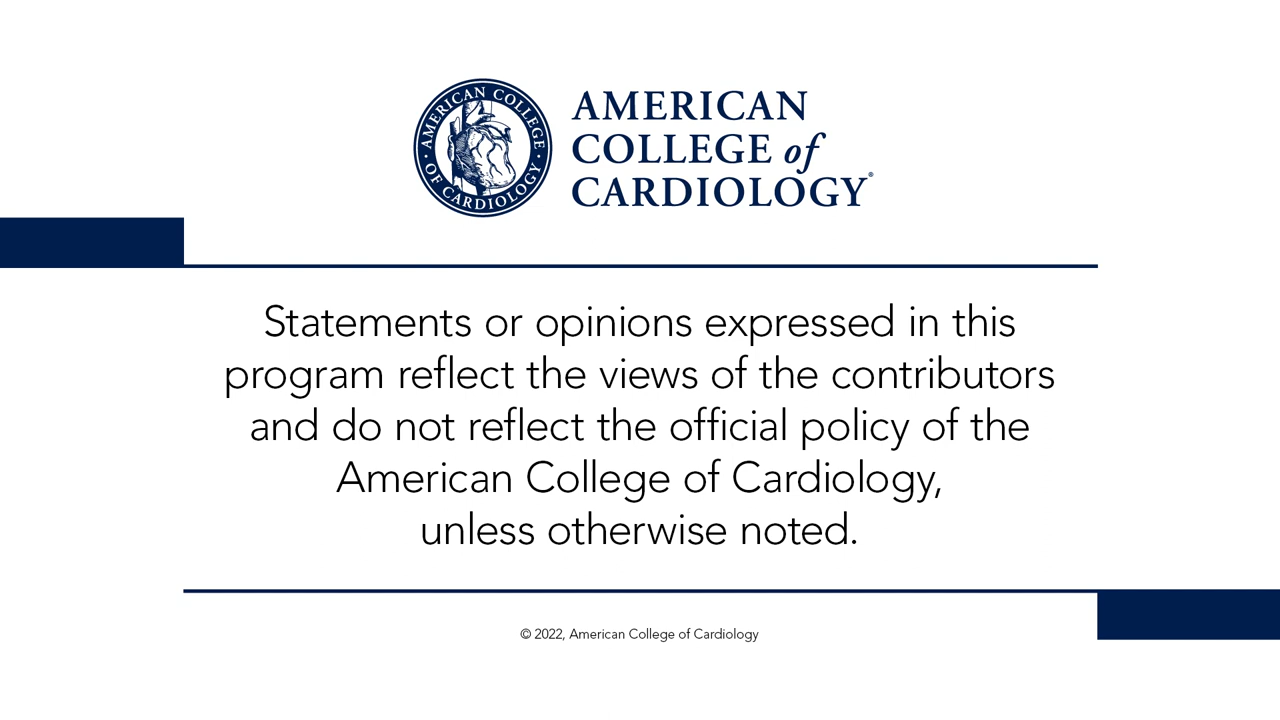 AMERICAN COLLEGE
OF CARDIOLOGY
AMERICAN
COLLEGE of
CARDIOLOGY®
Statements or opinions expressed in this
program reflect the views of the contributors
and do not reflect the official policy of the
American College of Cardiology,
unless otherwise noted.
© 2022, American College of Cardiology